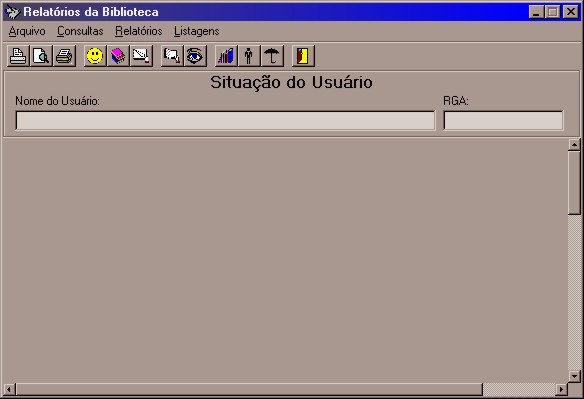 Relatórios da Biblioteca
Arquivo Consultas Relatórios Listagens
Situação do Usuário
Nome do Usuário: RGA: